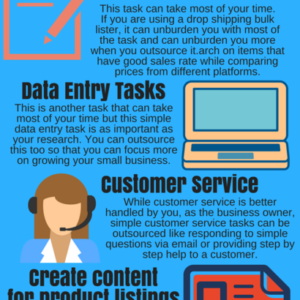 This task can take most of your time.
If you are using a drop shipping bulk
lister, it can unburden you with most of
the task and can unburden you more
when you outsource it.arch on items that
have good sales rate while comparing
prices from different platforms.
Data Entry Tasks
This is another task that can take
most of your time but this simple
data entry task is as important as
your research. You can outsource
this too so that you can focus more
on growing your small business.
Customer Service
While customer service is better
handled by you, as the business owner,
simple customer service tasks can be
outsourced like responding to simple
questions via email or providing step by
step help to a customer.
Create content
for product listings